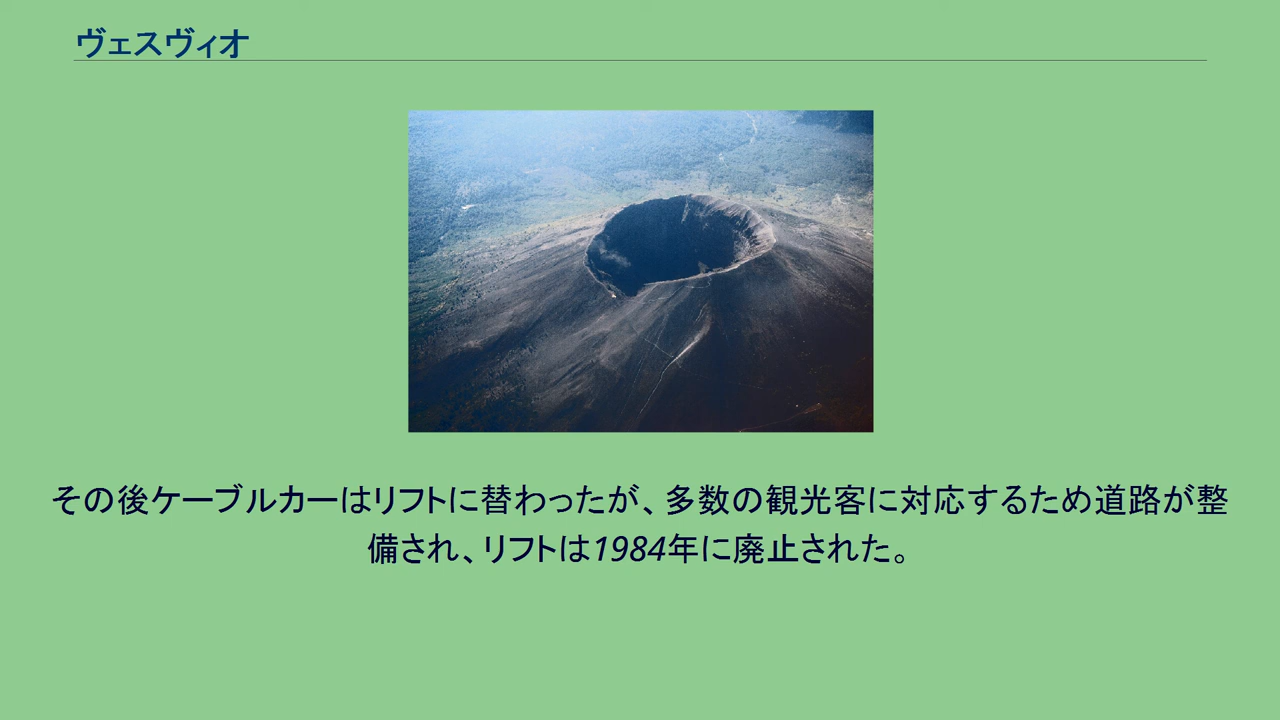 ヴェスヴィオ
その後ケーブルカーはリフトに替わったが、多数の観光客に対応するため道路が整
備され、リフトは1984年に廃止された。